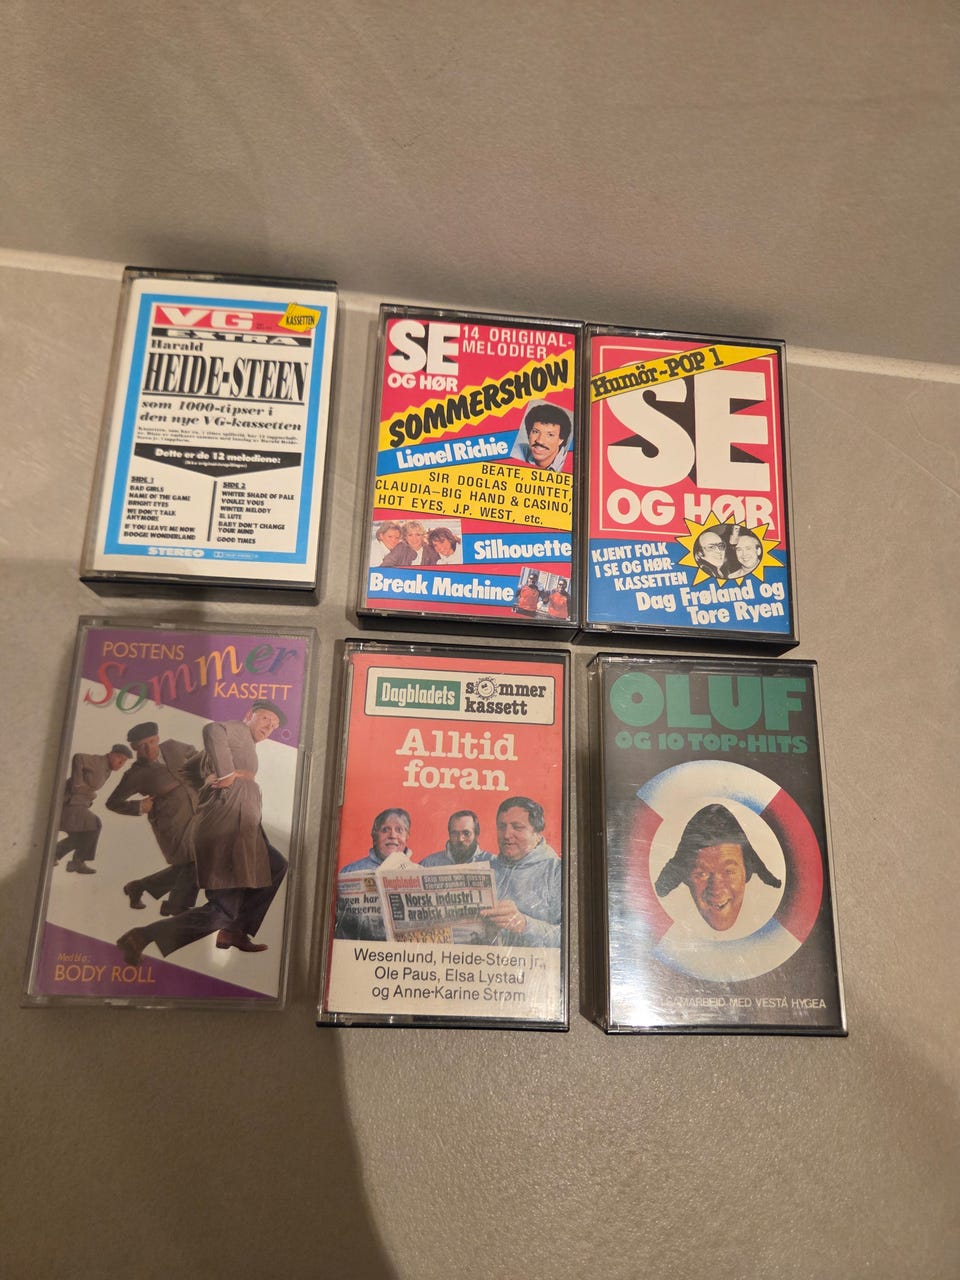 VG
KASSETTEN
EXTRA
Harald
HEIDE-STEEN
som 1000-tipser i
den nye VG-kassetten
Dette er de 12 melodiene:
SIDE 1
BAD GIRLS
NAME OF THE GAME
BRIGHT EYES
WE DON'T TALK
ANYMORE
IF YOU LEAVE ME NOW
BOOGIE WONDERLAND
SIDE 2
WHITER SHADE OF PALE
VOULEZ VOUS
WINTER MELODY
EL LUTE
BABY DON'T CHANGE
YOUR MIND
GOOD TIMES
STEREO
SE
OG HØR
14 ORIGINAL-
MELODIER
SOMMERSHOW
Lionel Richie
BEATE, SLADE,
SIR DOGLAS QUINTET,
CLAUDIA-BIG HAND & CASINO,
HOT EYES, J.P. WEST, etc.
Silhouette
Break Machine
Humör-POP 1
SE
OG HØR
KJENT FOLK
I SE OG HØR-
KASSETTEN
Dag Frøland og
Tore Ryen
POSTENS
Sommer
KASSETT
Med bl a:
BODY ROLL
Dagbladets
sommer
kassett
Alltid
foran
Dagbladet
Norsk industri i
arabisk
Wesenlund, Heide-Steen jr.,
Ole Paus, Elsa Lystad
og Anne-Karine Strøm
OLUF
OG 10 TOP-HITS
SAMARBEID MED VESTA HYGEA